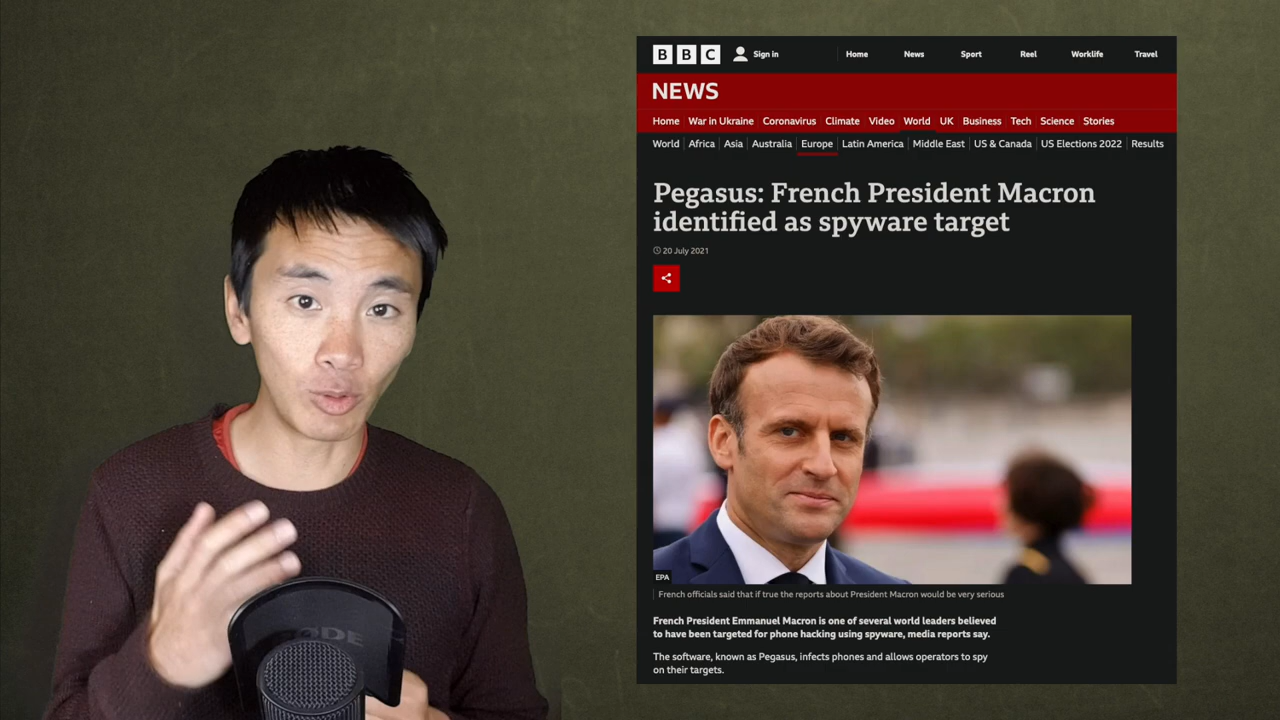 BBC Sign in Home News Sport Reel Worklife Travel
NEWS
Home War in Ukraine Coronavirus Climate Video World UK Business Tech Science Stories
World Africa Asia Australia Europe Latin America Middle East US & Canada US Elections 2022 Results
Pegasus: French President Macron
identified as spyware target
20 July 2021
EPA
French officials said that if true the reports about President Macron would be very serious
French President Emmanuel Macron is one of several world leaders believed
to have been targeted for phone hacking using spyware, media reports say.
The software, known as Pegasus, infects phones and allows operators to spy
on their targets.
RØDE